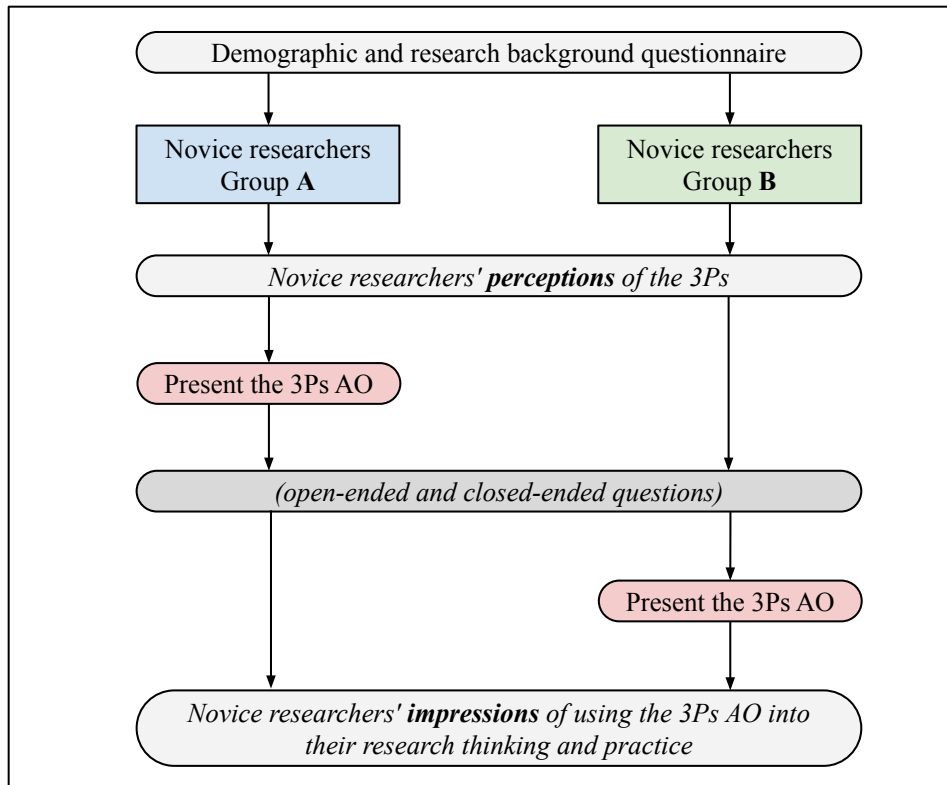 Demographic and research background questionnaire
Novice researchers
Group A
Novice researchers
Group B
Novice researchers' perceptions of the 3Ps
Present the 3Ps AO
(open-ended and closed-ended questions)
Present the 3Ps AO
Novice researchers' impressions of using the 3Ps AO into
their research thinking and practice